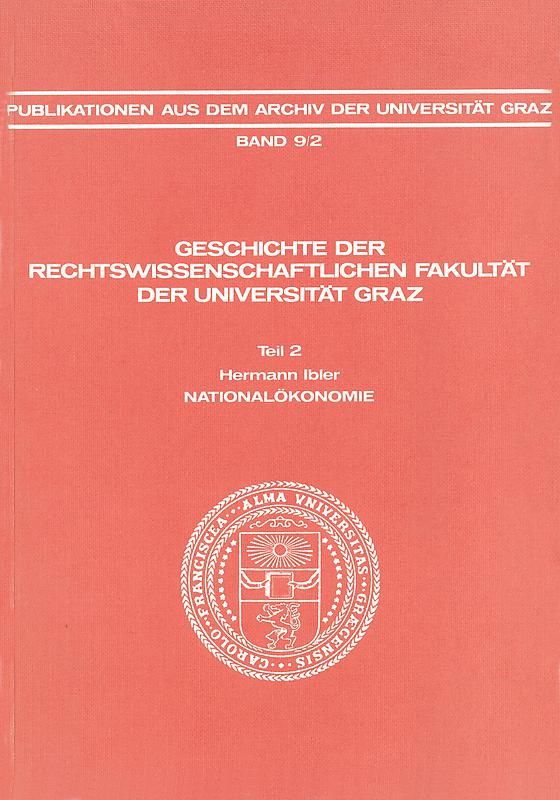 PUBLIKATIONEN AUS DEM ARCHIV DER UNIVERSITÄT GRAZ
BAND 9/2
GESCHICHTE DER
RECHTSWISSENSCHAFTLICHEN FAKULTÄT
DER UNIVERSITÄT GRAZ
Teil 2
Hermann Ibler
NATIONALÖKONOMIE
CAROLO · FRANCISCEA · ALMA VNIVERSITAS · GRÆCENSIS